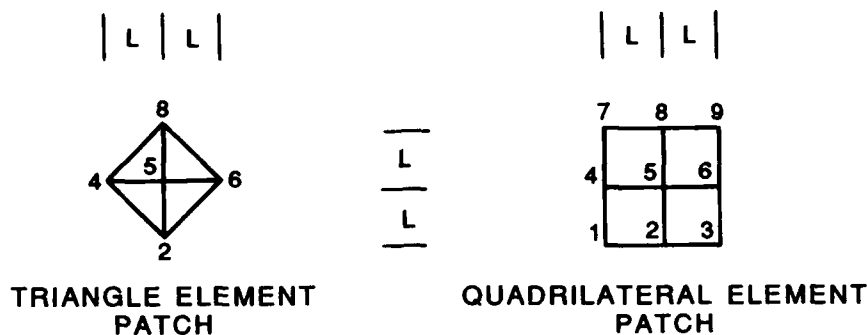 L L
L L
8
7 8 9
L
5
4 6
4 5 6
L
2
1 2 3
TRIANGLE ELEMENT
PATCH
QUADRILATERAL ELEMENT
PATCH